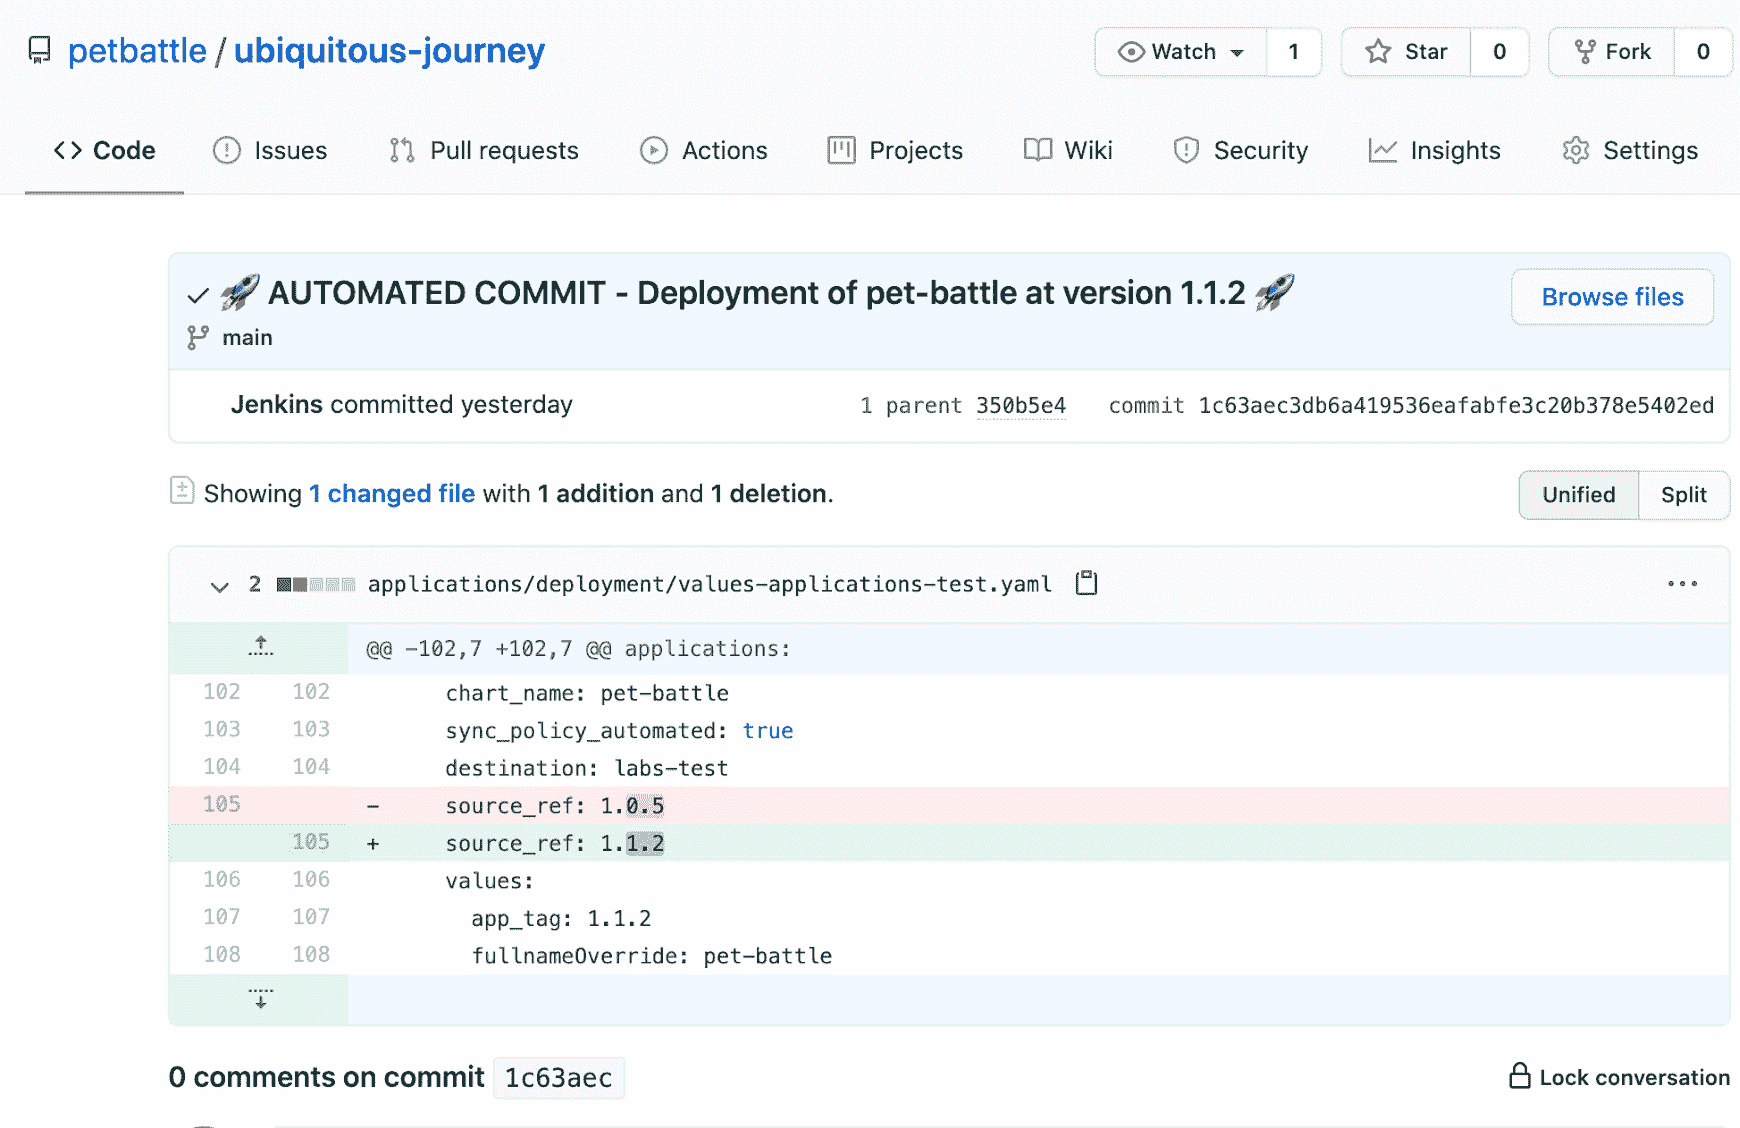 petbattle / ubiquitous-journey Watch 1 Star 0 Fork 0
Code Issues Pull requests Actions Projects Wiki Security Insights Settings
AUTOMATED COMMIT - Deployment of pet-battle at version 1.1.2
Browse files
main
Jenkins committed yesterday 1 parent 350b5e4 commit 1c63aec3db6a419536eafabfe3c20b378e5402ed
Showing 1 changed file with 1 addition and 1 deletion. Unified Split
2 applications/deployment/values-applications-test.yaml
@@ -102,7 +102,7 @@ applications:
102 102 chart_name: pet-battle
103 103 sync_policy_automated: true
104 104 destination: labs-test
105 - source_ref: 1.0.5
105 + source_ref: 1.1.2
106 106 values:
107 107 app_tag: 1.1.2
108 108 fullnameOverride: pet-battle
0 comments on commit 1c63aec Lock conversation